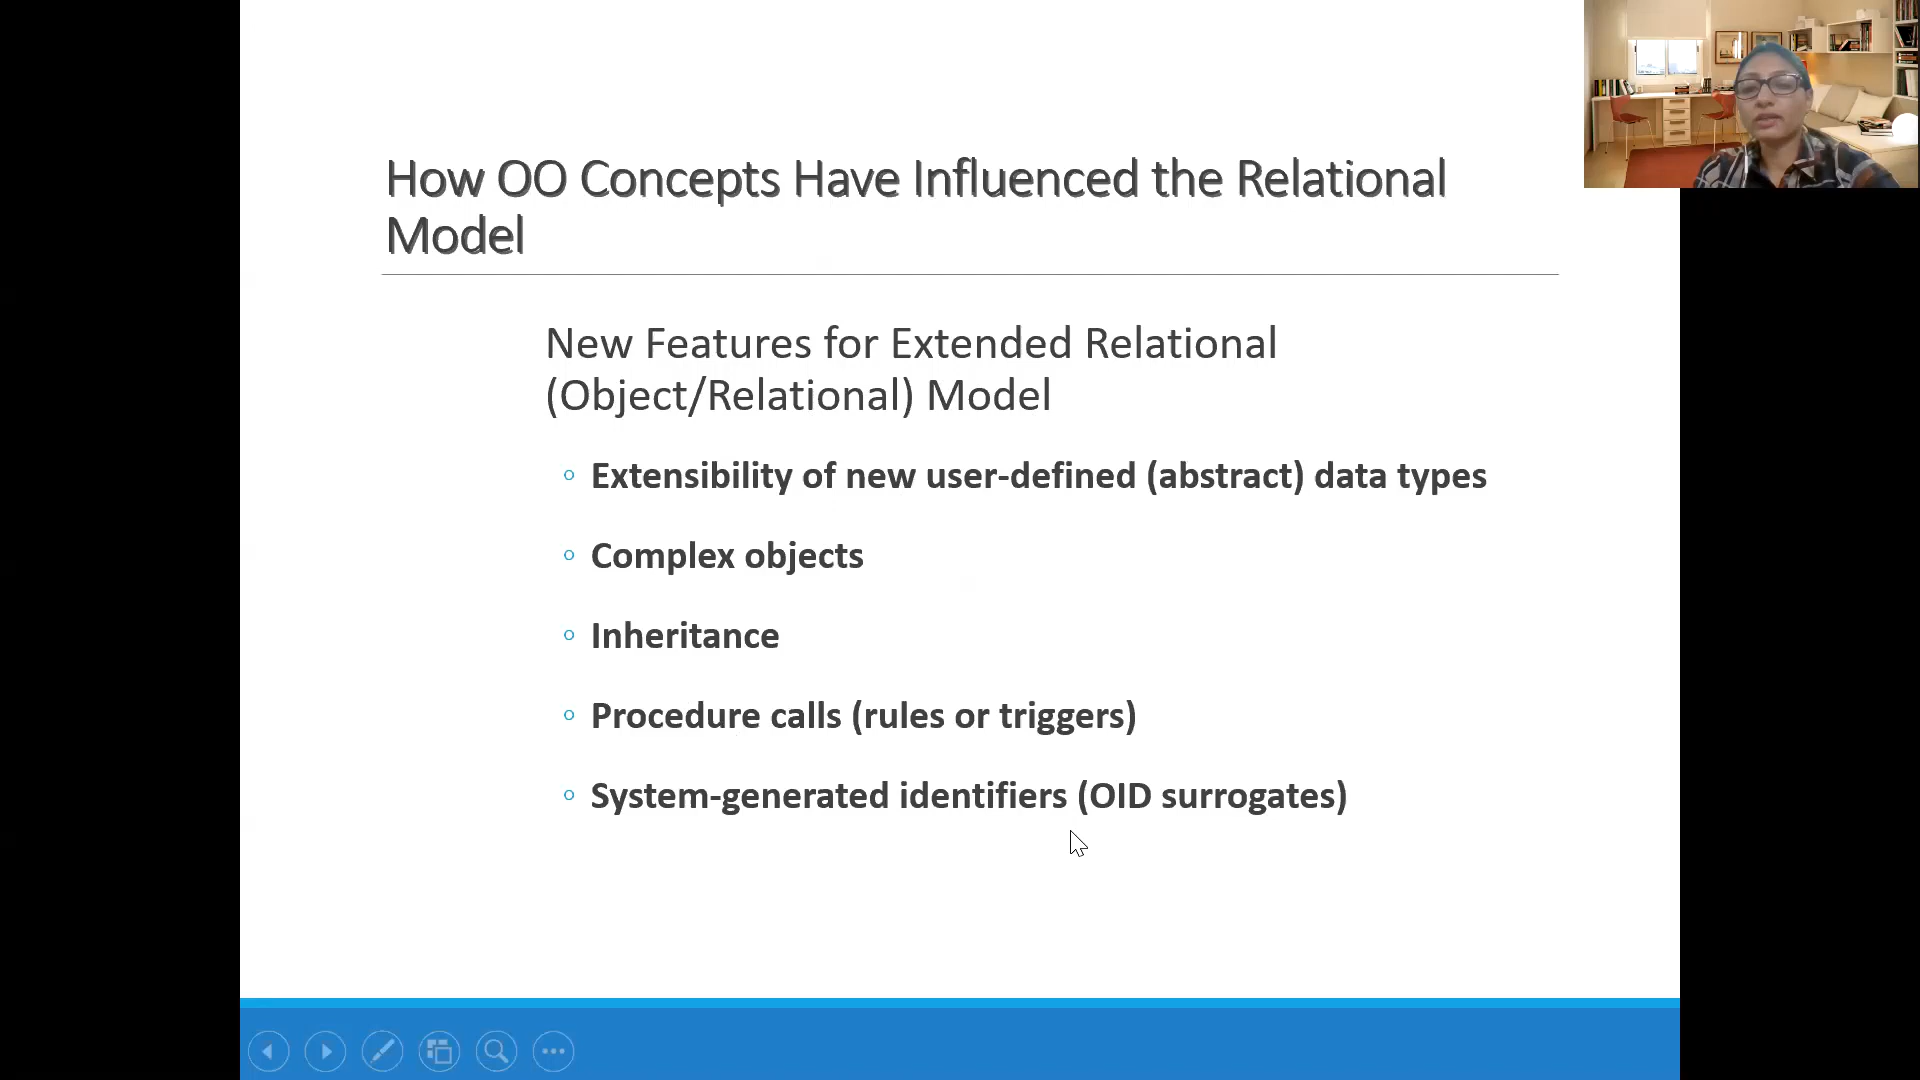 How OO Concepts Have Influenced the Relational
Model
New Features for Extended Relational
(Object/Relational) Model
Extensibility of new user-defined (abstract) data types
Complex objects
Inheritance
Procedure calls (rules or triggers)
System-generated identifiers (OID surrogates)